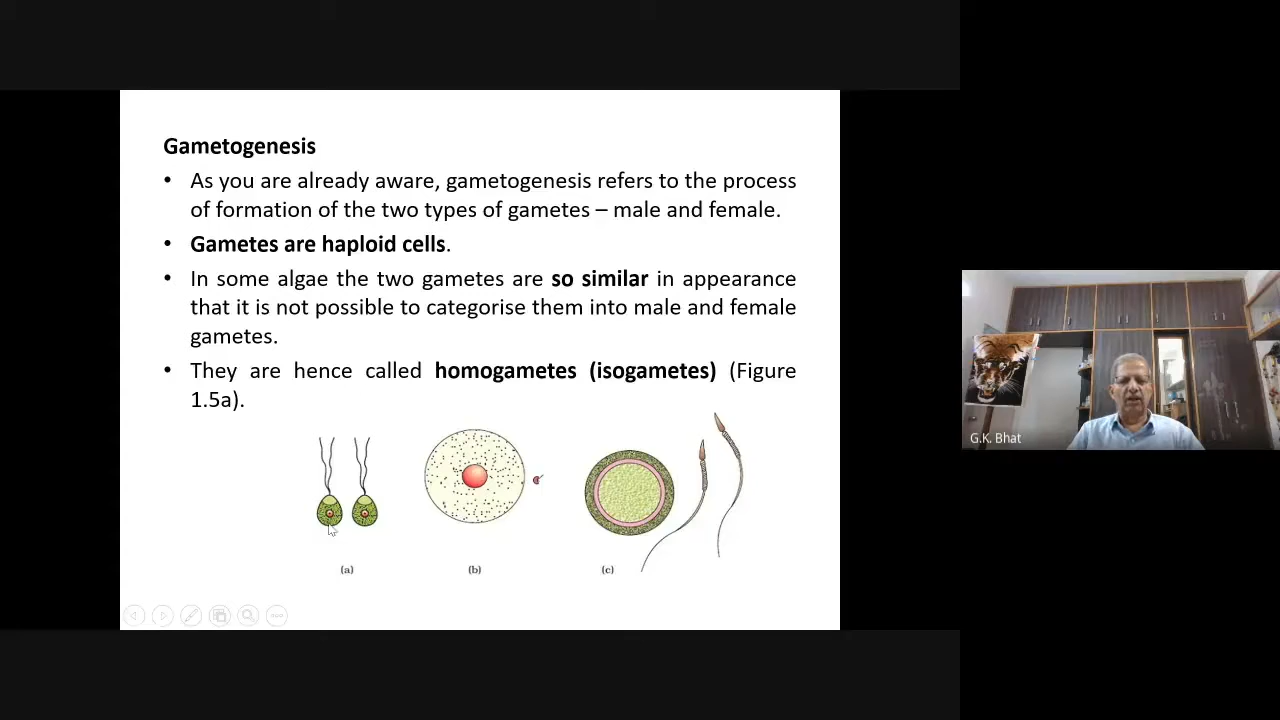 Gametogenesis
• As you are already aware, gametogenesis refers to the process
of formation of the two types of gametes – male and female.
• Gametes are haploid cells.
• In some algae the two gametes are so similar in appearance
that it is not possible to categorise them into male and female
gametes.
• They are hence called homogametes (isogametes) (Figure
1.5a).
(a) (b) (c)
G.K. Bhat